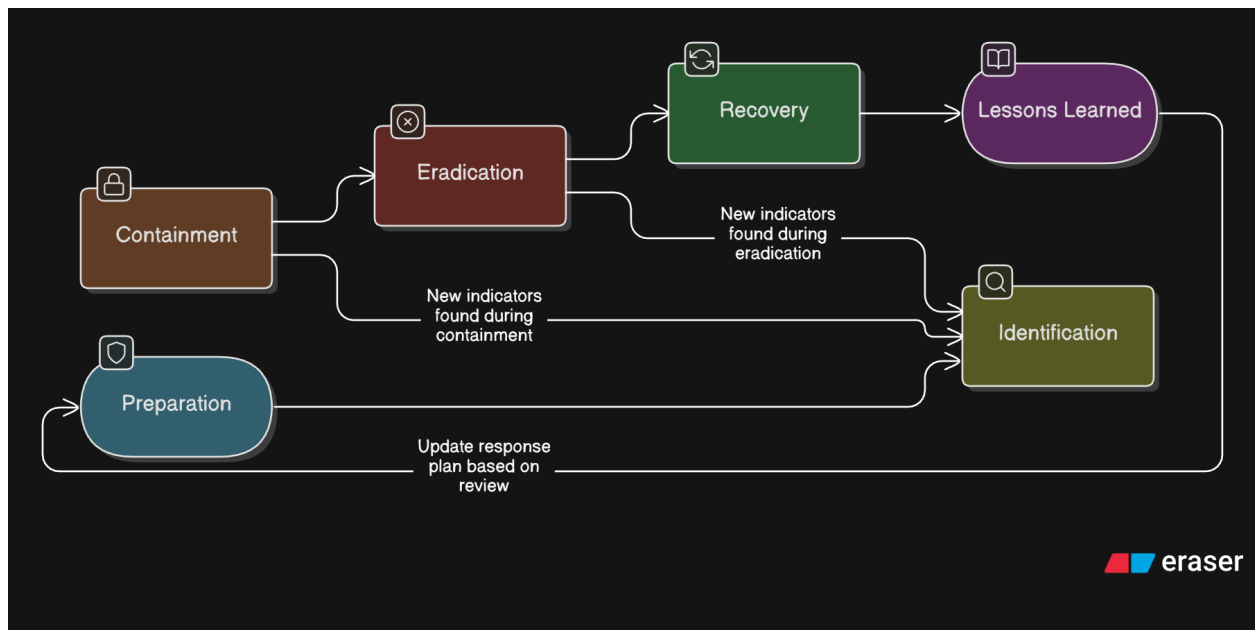 Recovery
Lessons Learned
Eradication
Containment
New indicators
found during
eradication
New indicators
found during
containment
Identification
Preparation
Update response
plan based on
review
eraser